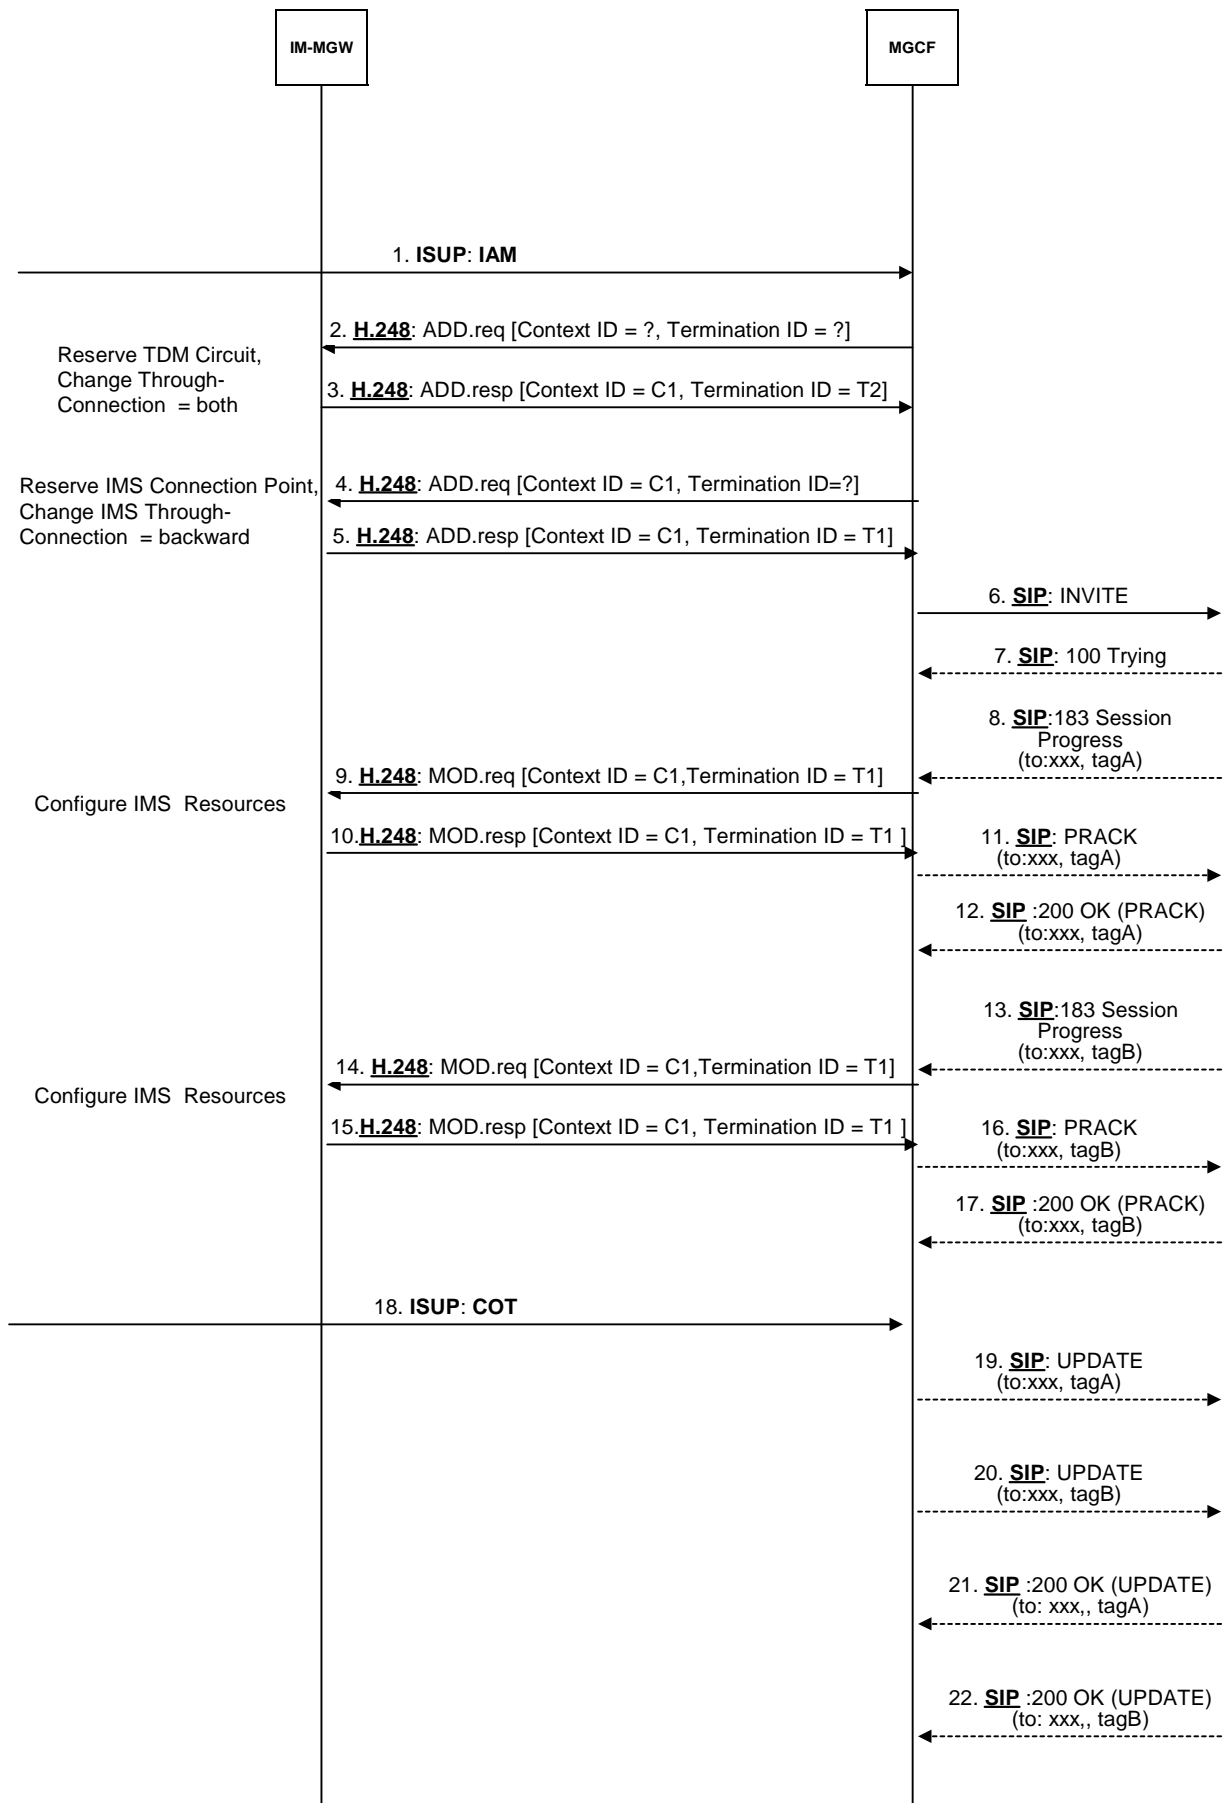 IM-MGW
MGCF
1. ISUP: IAM
2. H.248: ADD.req [Context ID = ?, Termination ID = ?]
Reserve TDM Circuit,
Change Through-
Connection = both
3. H.248: ADD.resp [Context ID = C1, Termination ID = T2]
Reserve IMS Connection Point,
Change IMS Through-
Connection = backward
4. H.248: ADD.req [Context ID = C1, Termination ID=?]
5. H.248: ADD.resp [Context ID = C1, Termination ID = T1]
6. SIP: INVITE
7. SIP: 100 Trying
8. SIP:183 Session
Progress
(to:xxx, tagA)
9. H.248: MOD.req [Context ID = C1,Termination ID = T1]
Configure IMS Resources
10.H.248: MOD.resp [Context ID = C1, Termination ID = T1 ]
11. SIP: PRACK
(to:xxx, tagA)
12. SIP :200 OK (PRACK)
(to:xxx, tagA)
13. SIP:183 Session
Progress
(to:xxx, tagB)
14. H.248: MOD.req [Context ID = C1,Termination ID = T1]
Configure IMS Resources
15.H.248: MOD.resp [Context ID = C1, Termination ID = T1 ]
16. SIP: PRACK
(to:xxx, tagB)
17. SIP :200 OK (PRACK)
(to:xxx, tagB)
18. ISUP: COT
19. SIP: UPDATE
(to:xxx, tagA)
20. SIP: UPDATE
(to:xxx, tagB)
21. SIP :200 OK (UPDATE)
(to: xxx,, tagA)
22. SIP :200 OK (UPDATE)
(to: xxx,, tagB)